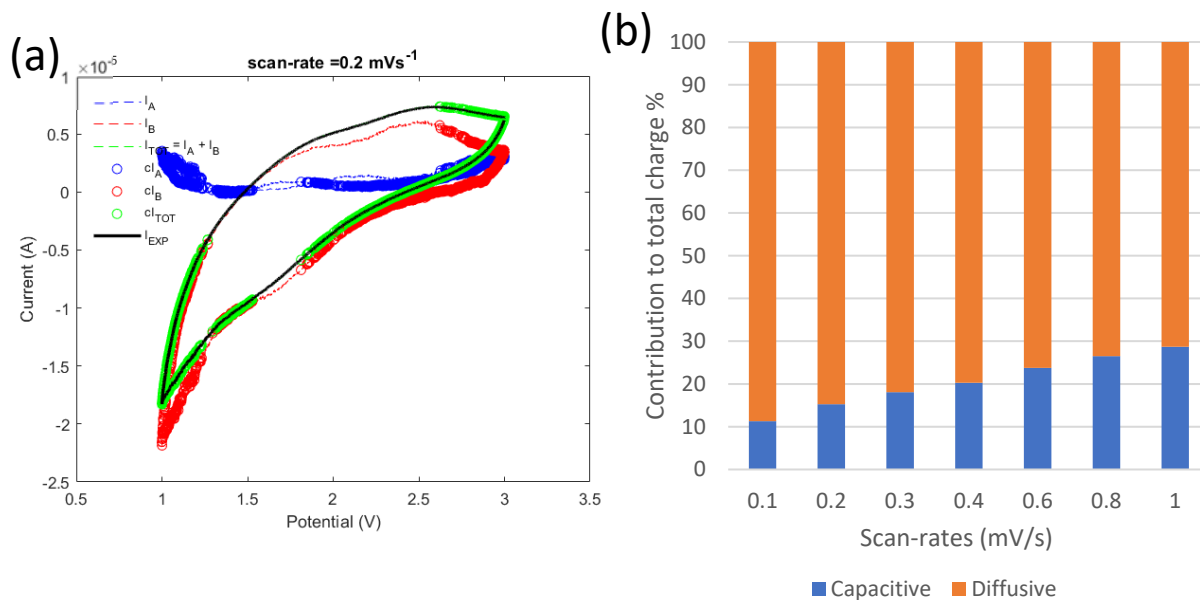 (a)
scan-rate =0.2 mVs⁻¹
×10⁻⁵
1
0.5
0
-0.5
-1
-1.5
-2
-2.5
Current (A)
I_A
I_B
I_TOT = I_A + I_B
cI_A
cI_B
cI_TOT
I_EXP
0.5 1 1.5 2 2.5 3 3.5
Potential (V)
(b)
Contribution to total charge %
100
90
80
70
60
50
40
30
20
10
0
0.1 0.2 0.3 0.4 0.6 0.8 1
Scan-rates (mV/s)
Capacitive Diffusive